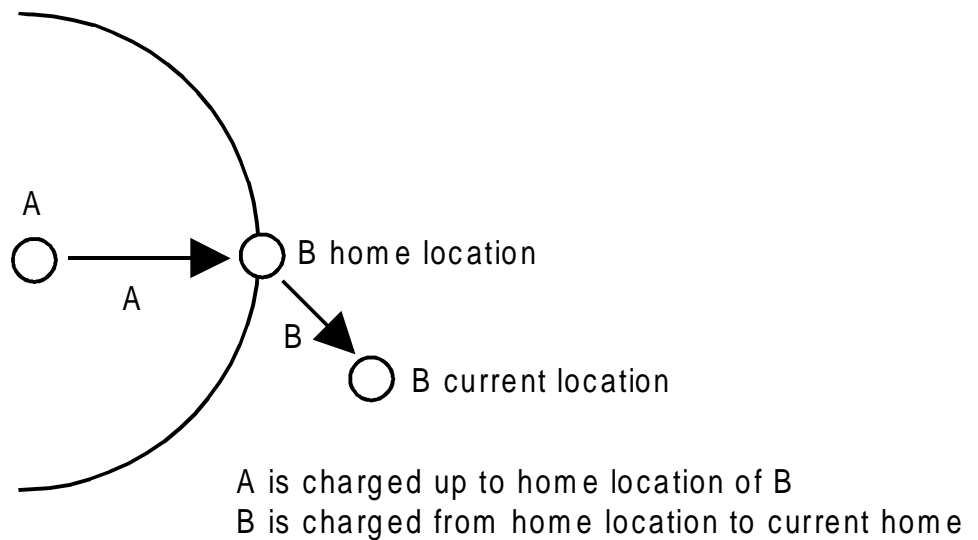 A
B home location
A
B
B current location
A is charged up to home location of B
B is charged from home location to current home